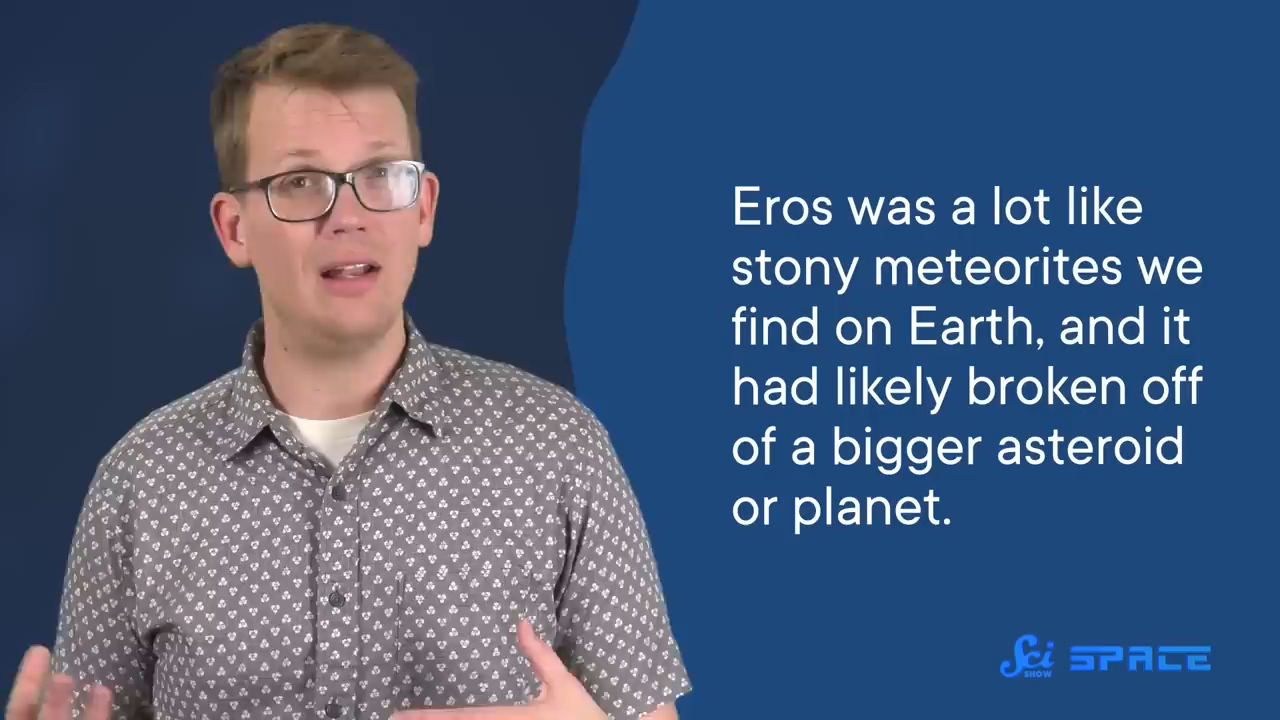 Eros was a lot like
stony meteorites we
find on Earth, and it
had likely broken off
of a bigger asteroid
or planet.
Sci SHOW SPACE